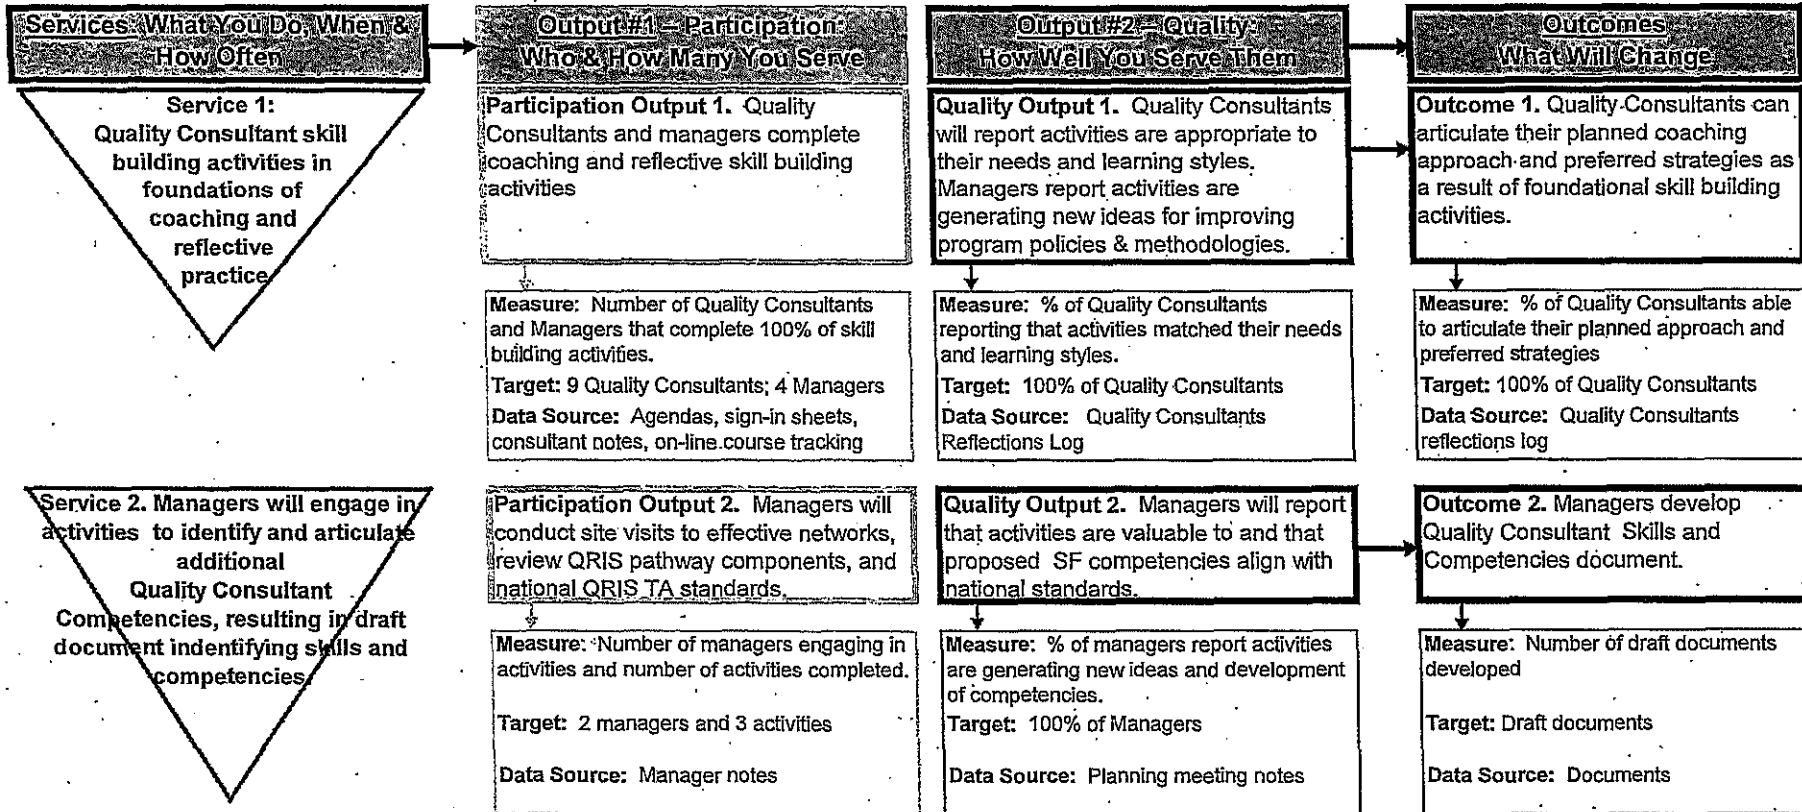 Services: What You Do, When &
How Often
Output #1 – Participation:
Who & How Many You Serve
Output #2 – Quality:
How Well You Serve Them
Outcomes
What Will Change
Service 1:
Quality Consultant skill
building activities in
foundations of
coaching and
reflective
practice
Participation Output 1. Quality
Consultants and managers complete
coaching and reflective skill building
activities
Quality Output 1. Quality Consultants
will report activities are appropriate to
their needs and learning styles.
Managers report activities are
generating new ideas for improving
program policies & methodologies.
Outcome 1. Quality Consultants can
articulate their planned coaching
approach and preferred strategies as
a result of foundational skill building
activities.
Measure: Number of Quality Consultants
and Managers that complete 100% of skill
building activities.
Target: 9 Quality Consultants; 4 Managers
Data Source: Agendas, sign-in sheets,
consultant notes, on-line course tracking
Measure: % of Quality Consultants
reporting that activities matched their needs
and learning styles.
Target: 100% of Quality Consultants
Data Source: Quality Consultants
Reflections Log
Measure: % of Quality Consultants able
to articulate their planned approach and
preferred strategies
Target: 100% of Quality Consultants
Data Source: Quality Consultants
reflections log
Service 2. Managers will engage in
activities to identify and articulate
additional
Quality Consultant
Competencies, resulting in draft
document indentifying skills and
competencies
Participation Output 2. Managers will
conduct site visits to effective networks,
review QRIS pathway components, and
national QRIS TA standards.
Quality Output 2. Managers will report
that activities are valuable to and that
proposed SF competencies align with
national standards.
Outcome 2. Managers develop
Quality Consultant Skills and
Competencies document.
Measure: Number of managers engaging in
activities and number of activities completed.
Target: 2 managers and 3 activities
Data Source: Manager notes
Measure: % of managers report activities
are generating new ideas and development
of competencies.
Target: 100% of Managers
Data Source: Planning meeting notes
Measure: Number of draft documents
developed
Target: Draft documents
Data Source: Documents